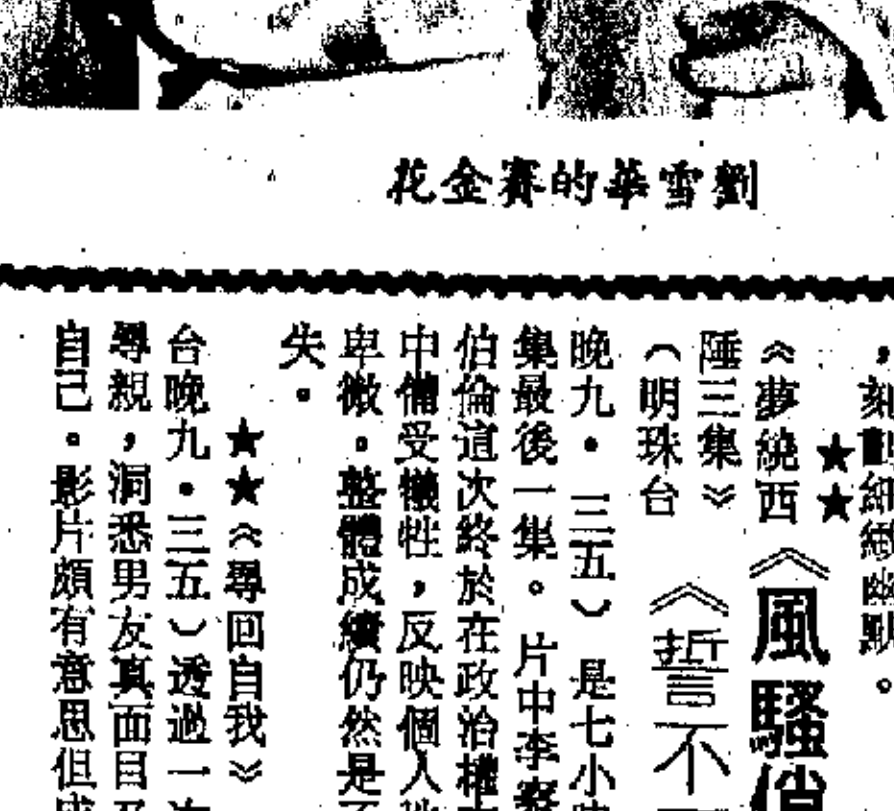 劉雪華的賽金花
，刻劃細緻幽默。
★★
《夢繞西
陲三集》
（明珠台
晚九・三五）是七小
集最後一集。片中李察
伯倫這次終於在政治權
中備受犧牲，反映個人
卑微。整體成績仍然是
失。
★★《尋回自我》
台晚九・三五）透過一次
尋親，洞悉男友真面目
自己。影片頗有意思但
《風騷俏
《誓不